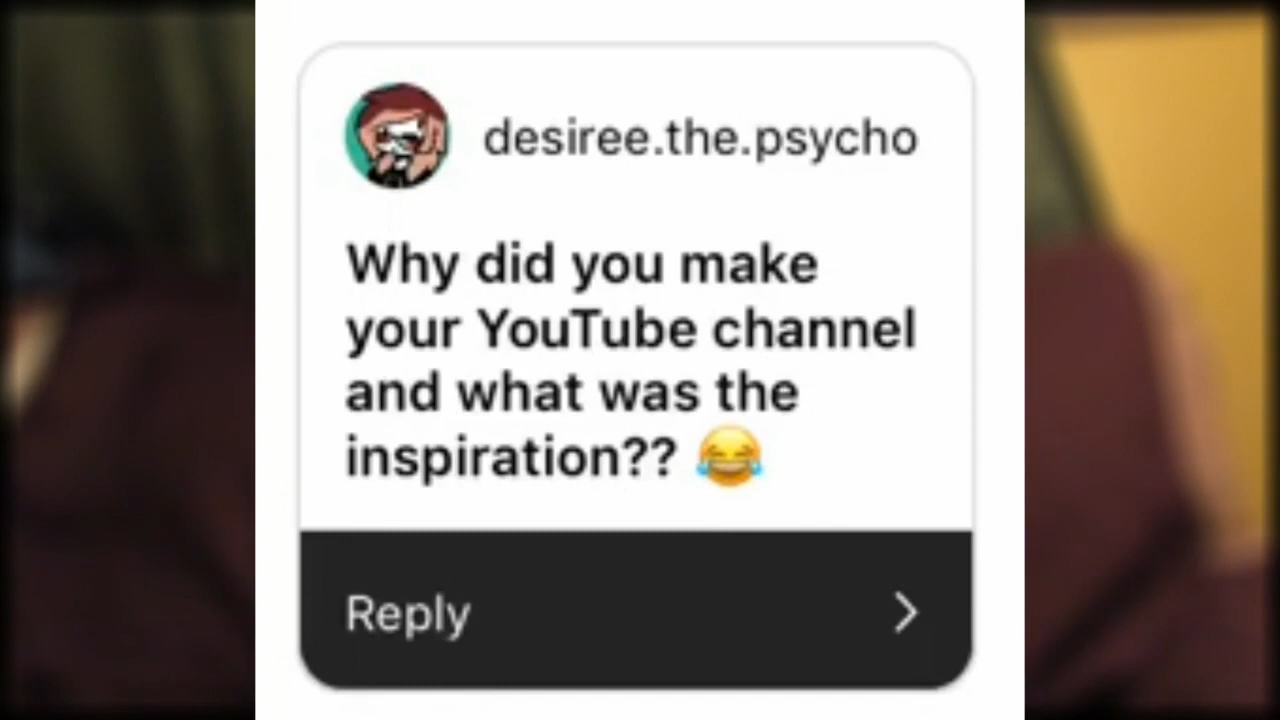 desiree.the.psycho
Why did you make
your YouTube channel
and what was the
inspiration?? 😂
Reply